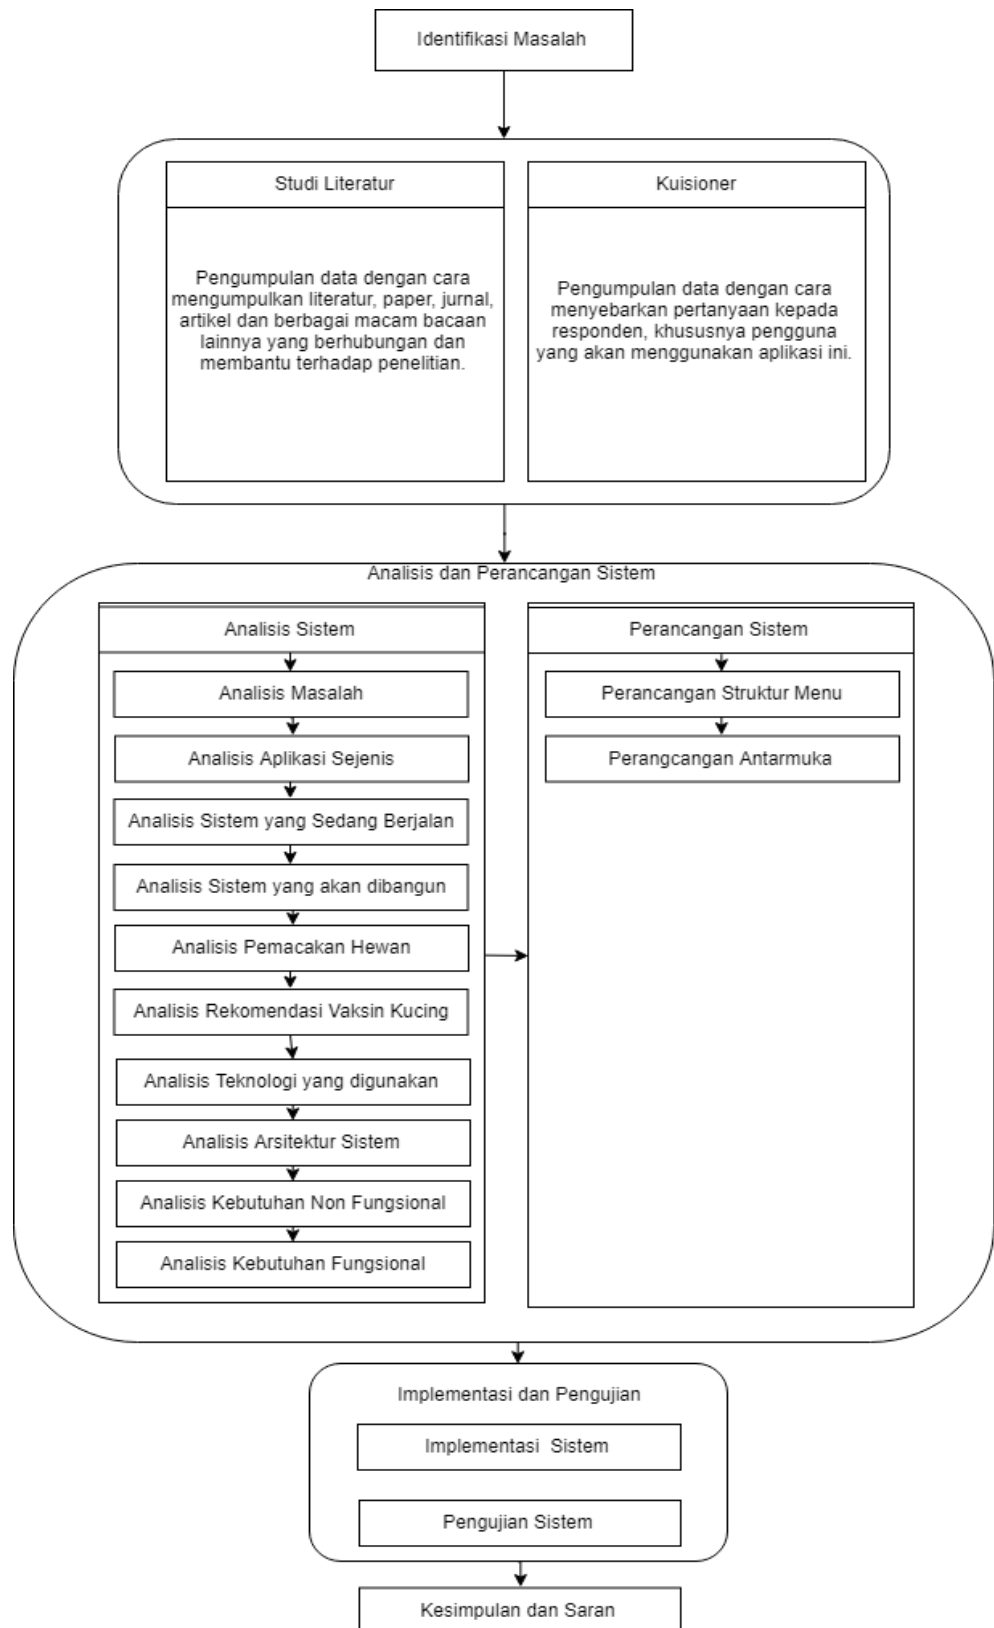 Identifikasi Masalah
Studi Literatur
Pengumpulan data dengan cara
mengumpulkan literatur, paper, jurnal,
artikel dan berbagai macam bacaan
lainnya yang berhubungan dan
membantu terhadap penelitian.
Kuisioner
Pengumpulan data dengan cara
menyebarkan pertanyaan kepada
responden, khususnya pengguna
yang akan menggunakan aplikasi ini.
Analisis dan Perancangan Sistem
Analisis Sistem
Analisis Masalah
Analisis Aplikasi Sejenis
Analisis Sistem yang Sedang Berjalan
Analisis Sistem yang akan dibangun
Analisis Pemacakan Hewan
Analisis Rekomendasi Vaksin Kucing
Analisis Teknologi yang digunakan
Analisis Arsitektur Sistem
Analisis Kebutuhan Non Fungsional
Analisis Kebutuhan Fungsional
Perancangan Sistem
Perancangan Struktur Menu
Perangcangan Antarmuka
Implementasi dan Pengujian
Implementasi Sistem
Pengujian Sistem
Kesimpulan dan Saran